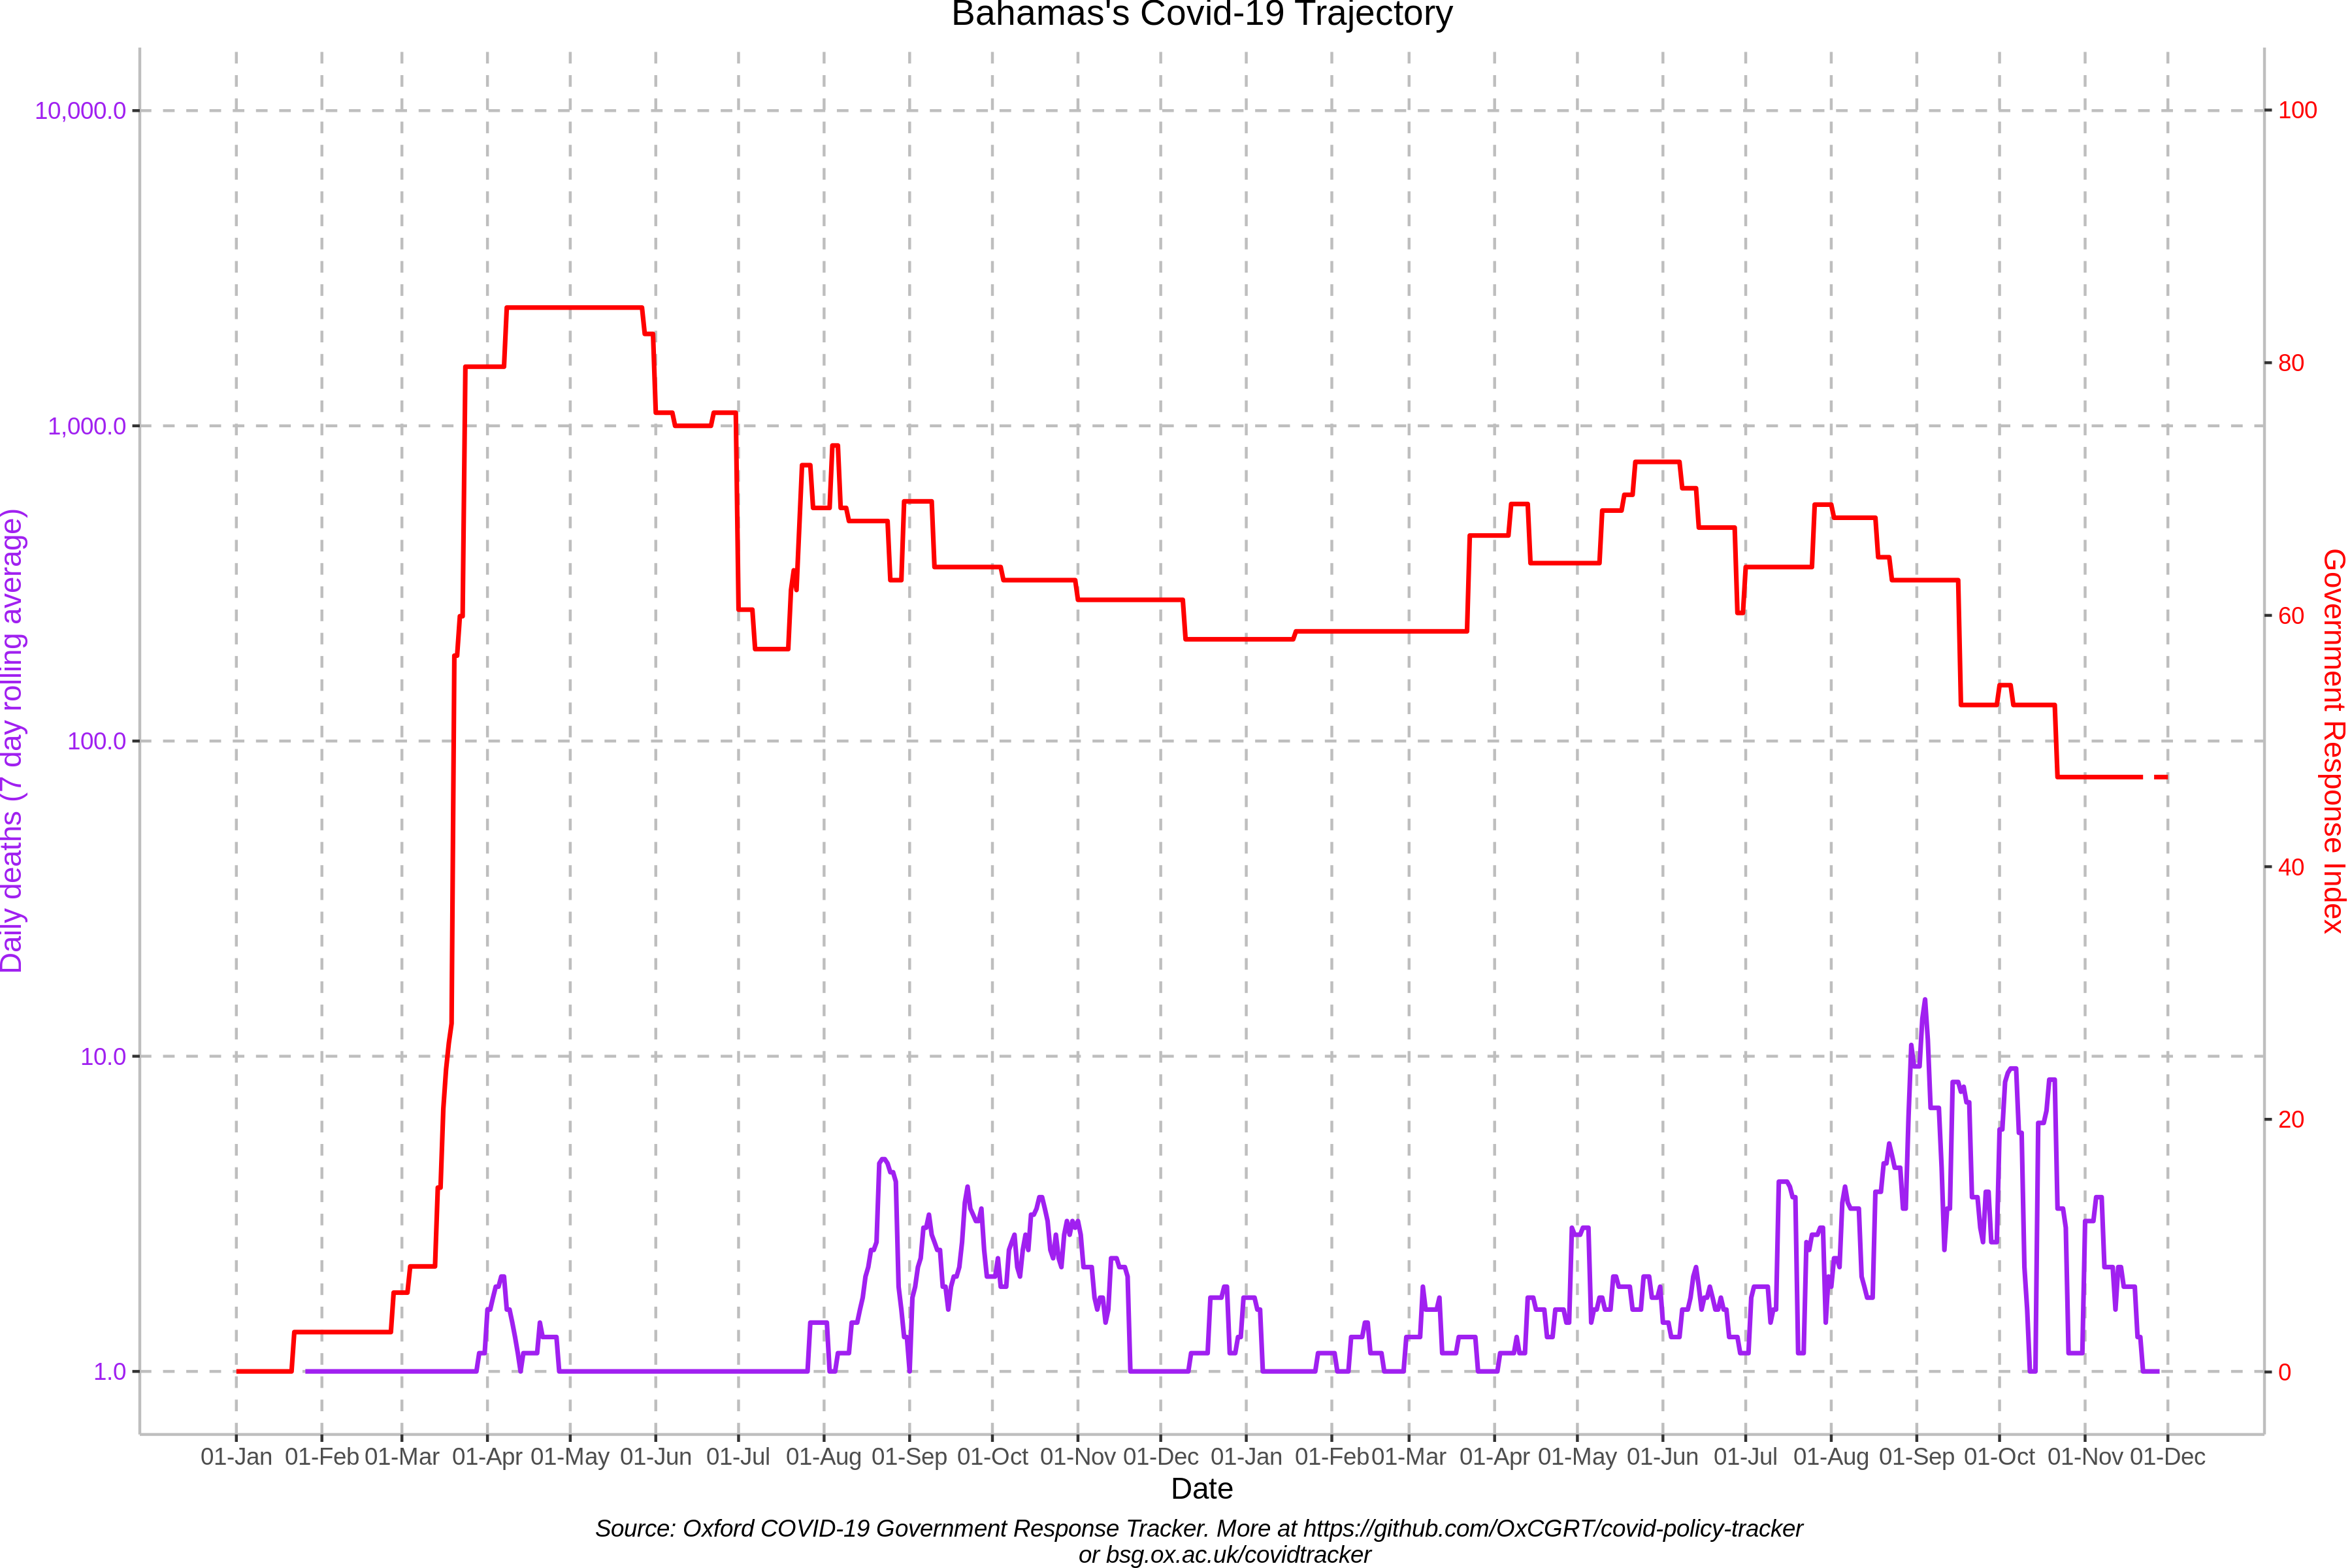 Bahamas's Covid-19 Trajectory
10,000.0
1,000.0
100.0
10.0
1.0
Daily deaths (7 day rolling average)
100
80
60
40
20
0
Government Response Index
01-Jan 01-Feb 01-Mar 01-Apr 01-May 01-Jun 01-Jul 01-Aug 01-Sep 01-Oct 01-Nov 01-Dec 01-Jan 01-Feb 01-Mar 01-Apr 01-May 01-Jun 01-Jul 01-Aug 01-Sep 01-Oct 01-Nov 01-Dec
Date
Source: Oxford COVID-19 Government Response Tracker. More at https://github.com/OxCGRT/covid-policy-tracker
or bsg.ox.ac.uk/covidtracker